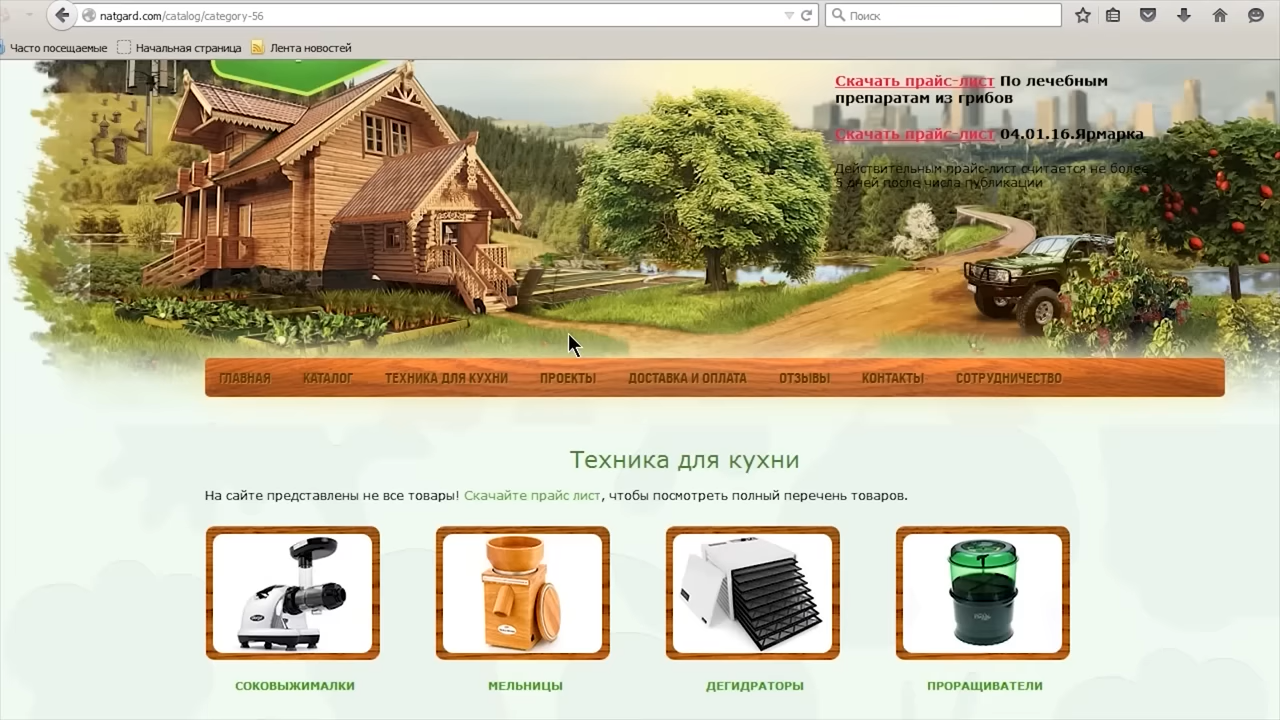 natgard.com/catalog/category-56
Поиск
Часто посещаемые
Начальная страница
Лента новостей
Скачать прайс-лист По лечебным
препаратам из грибов
Скачать прайс-лист 04.01.16.Ярмарка
Действительным прайс-лист считается не более
5 дней после числа публикации
ГЛАВНАЯ
КАТАЛОГ
ТЕХНИКА ДЛЯ КУХНИ
ПРОЕКТЫ
ДОСТАВКА И ОПЛАТА
ОТЗЫВЫ
КОНТАКТЫ
СОТРУДНИЧЕСТВО
Техника для кухни
На сайте представлены не все товары! Скачайте прайс лист, чтобы посмотреть полный перечень товаров.
СОКОВЫЖИМАЛКИ
МЕЛЬНИЦЫ
ДЕГИДРАТОРЫ
ПРОРАЩИВАТЕЛИ